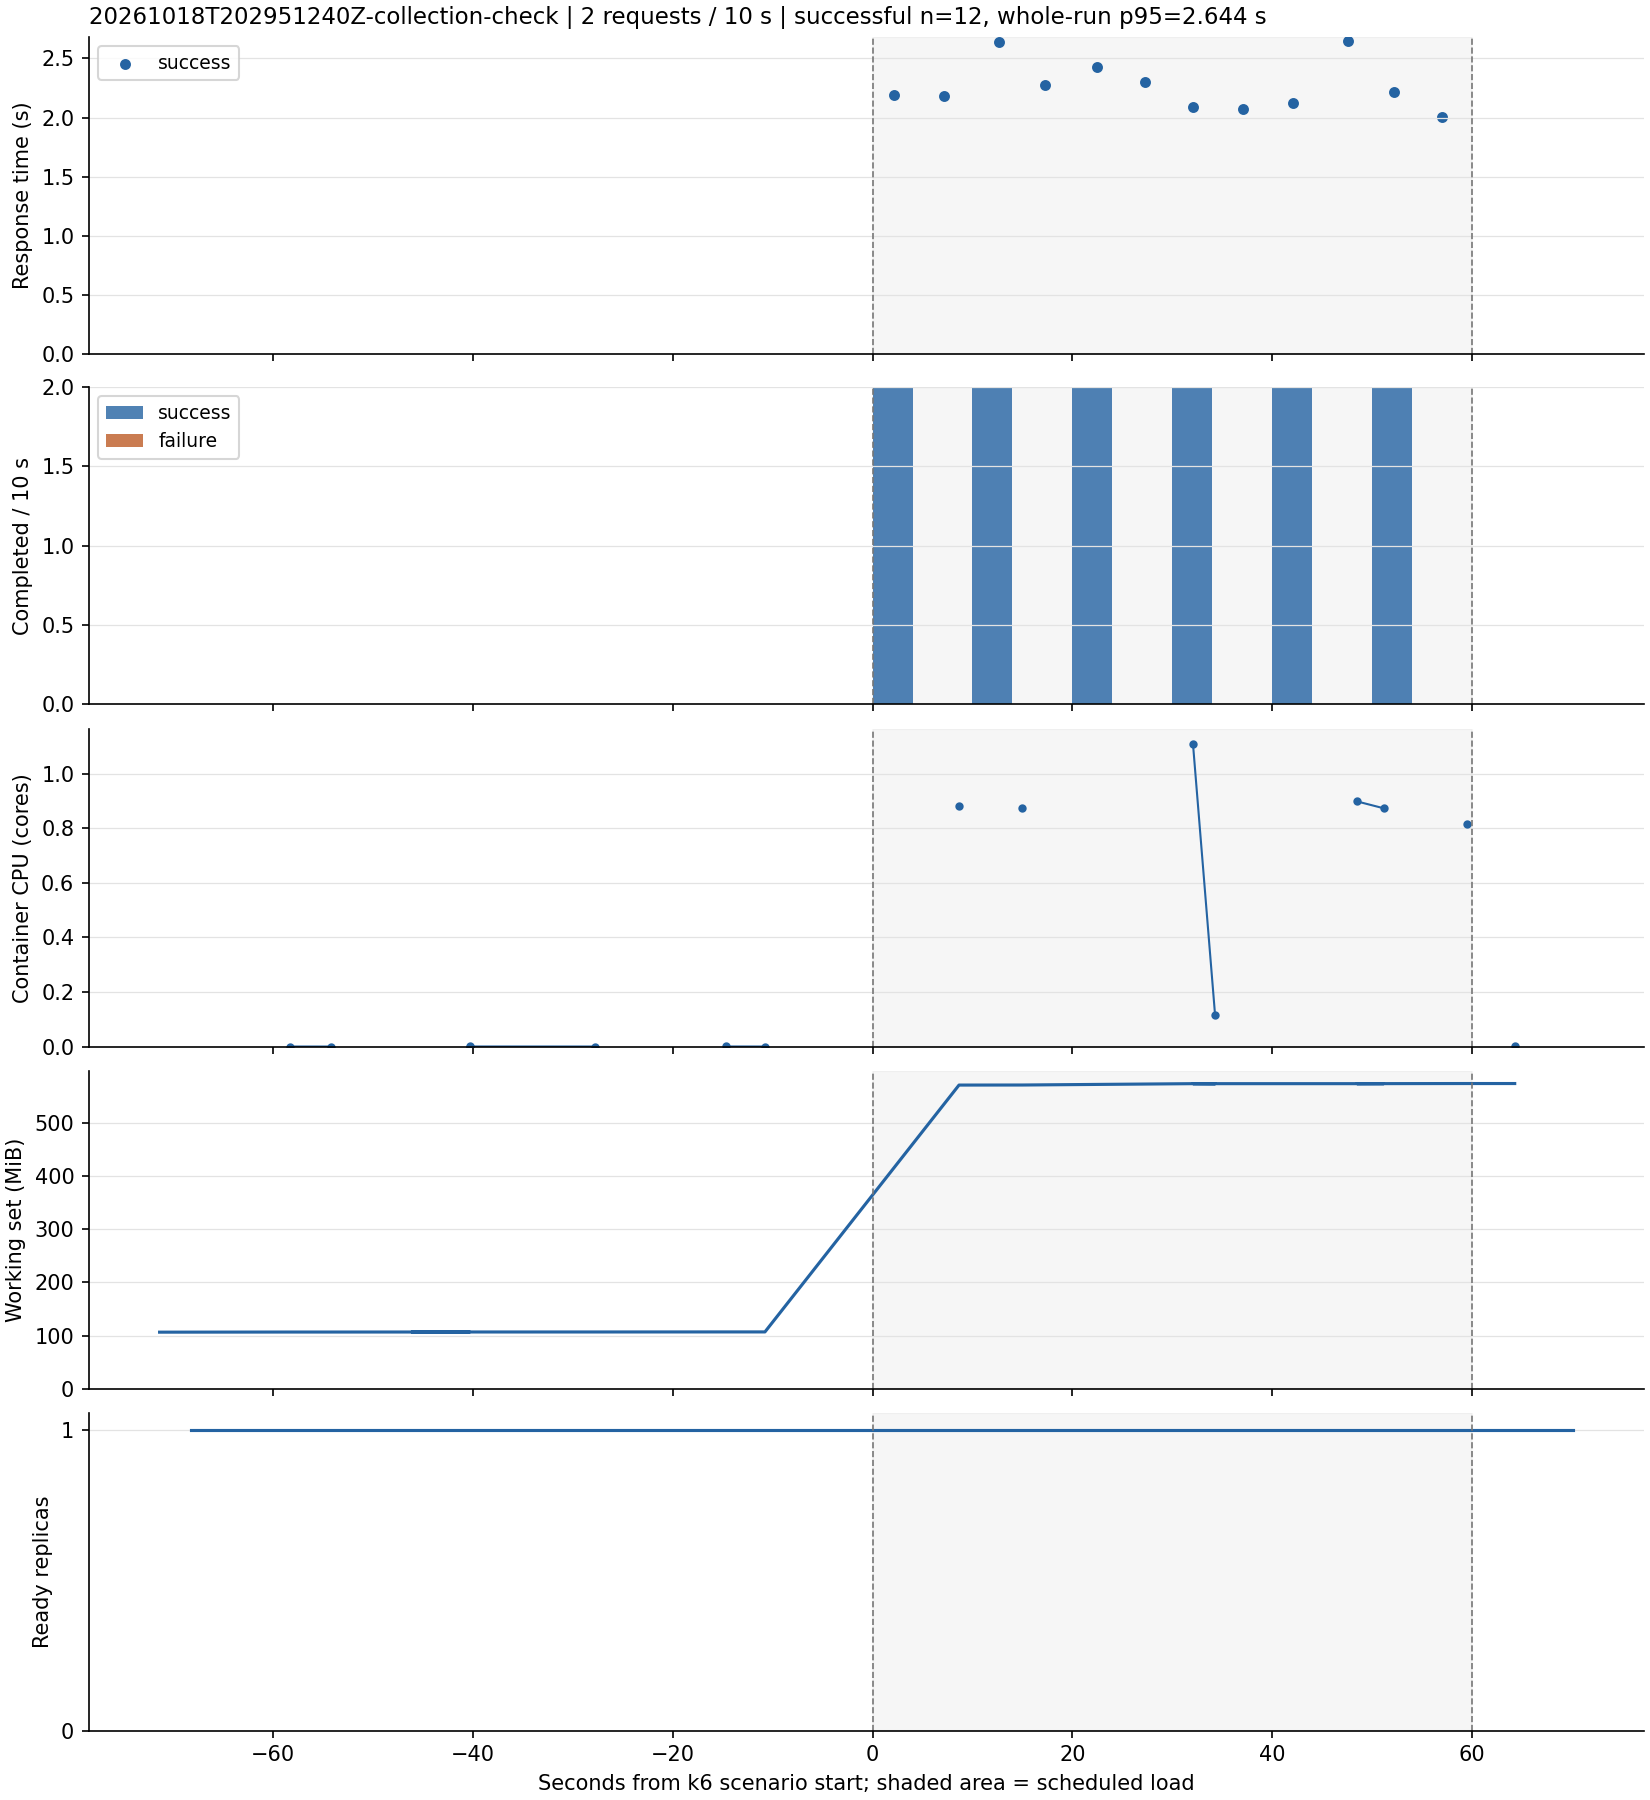 20261018T202951240Z-collection-check | 2 requests / 10 s | successful n=12, whole-run p95=2.644 s
Response time (s)
2.5
2.0
1.5
1.0
0.5
0.0
success
Completed / 10 s
2.0
1.5
1.0
0.5
0.0
success
failure
Container CPU (cores)
1.0
0.8
0.6
0.4
0.2
0.0
Working set (MiB)
500
400
300
200
100
0
Ready replicas
1
0
−60 −40 −20 0 20 40 60
Seconds from k6 scenario start; shaded area = scheduled load